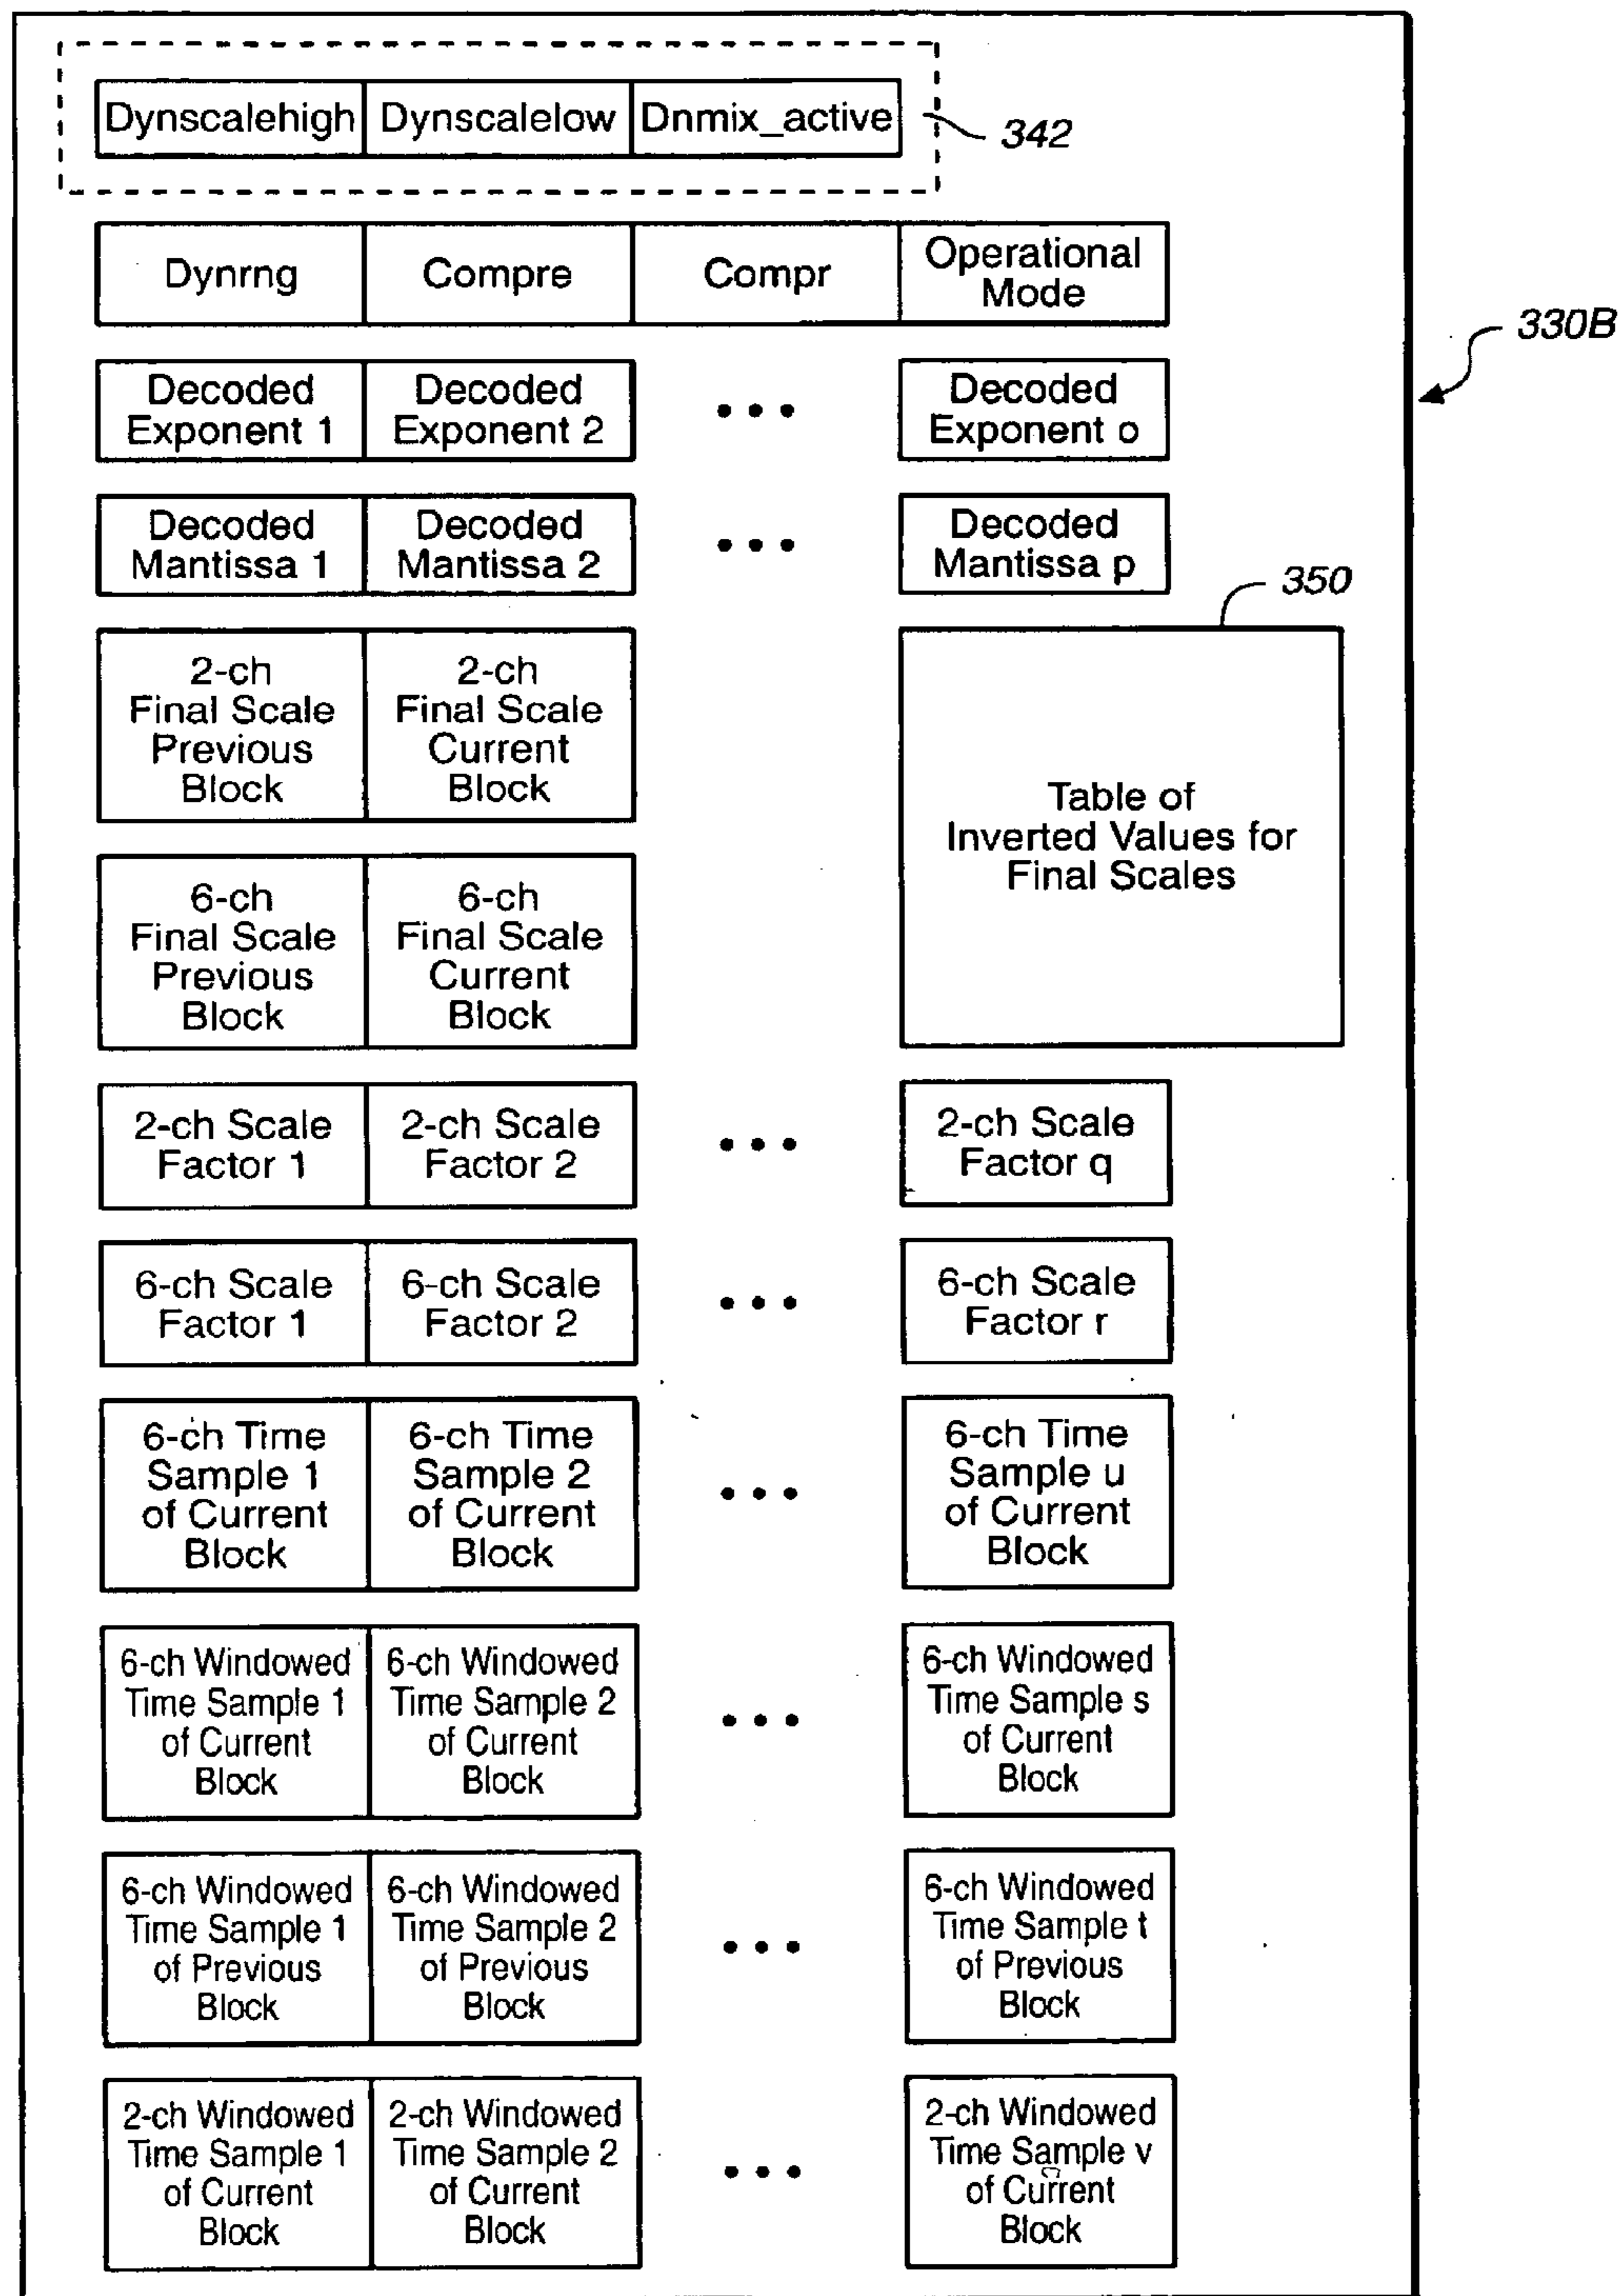 Dynscalehigh Dynscalelow Dnmix_active 342
Dynrng Compre Compr Operational
Mode
330B
Decoded Decoded Decoded
Exponent 1 Exponent 2 • • • Exponent o
Decoded Decoded Decoded
Mantissa 1 Mantissa 2 • • • Mantissa p
350
2-ch 2-ch
Final Scale Final Scale
Previous Current
Block Block
Table of
Inverted Values for
Final Scales
6-ch 6-ch
Final Scale Final Scale
Previous Current
Block Block
2-ch Scale 2-ch Scale 2-ch Scale
Factor 1 Factor 2 • • • Factor q
6-ch Scale 6-ch Scale 6-ch Scale
Factor 1 Factor 2 • • • Factor r
6-ch Time 6-ch Time 6-ch Time
Sample 1 Sample 2 Sample u
of Current of Current • • • of Current
Block Block Block
6-ch Windowed 6-ch Windowed 6-ch Windowed
Time Sample 1 Time Sample 2 Time Sample s
of Current of Current • • • of Current
Block Block Block
6-ch Windowed 6-ch Windowed 6-ch Windowed
Time Sample 1 Time Sample 2 Time Sample t
of Previous of Previous • • • of Previous
Block Block Block
2-ch Windowed 2-ch Windowed 2-ch Windowed
Time Sample 1 Time Sample 2 Time Sample v
of Current of Current • • • of Current
Block Block Block